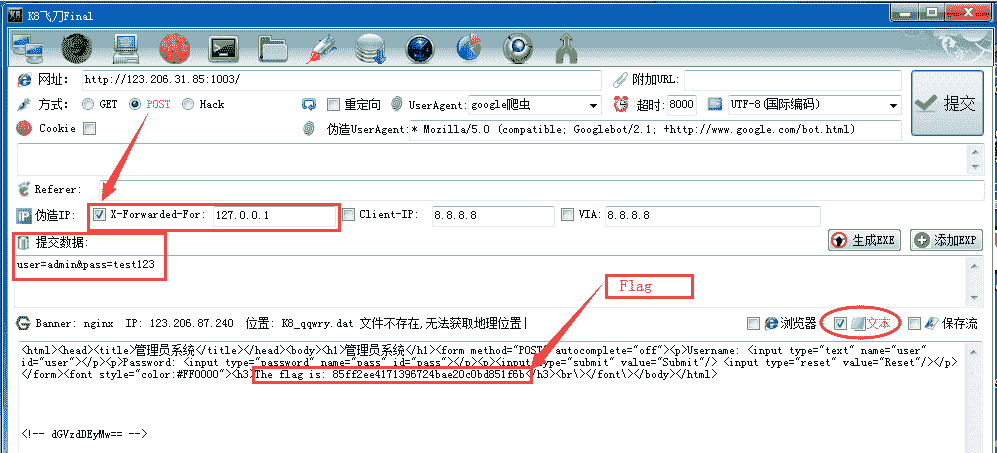 K8飞刀Final
网址: http://123.206.31.85:1003/ 附加URL: 提交
方式: GET POST Hack 重定向 UserAgent: google爬虫 超时: 8000 UTF-8(国际编码)
Cookie 伪造UserAgent: * Mozilla/5.0 (compatible; Googlebot/2.1; +http://www.google.com/bot.html)
Referer:
伪造IP: X-Forwarded-For: 127.0.0.1 Client-IP: 8.8.8.8 VIA: 8.8.8.8
提交数据: 生成EXE 添加EXP
user=admin&pass=test123
Flag
Banner: nginx IP: 123.206.87.240 位置: K8_qqwry.dat 文件不存在,无法获取地理位置| 浏览器 文本 保存流
<html><head><title>管理员系统</title></head><body><h1>管理员系统</h1><form method="POST" autocomplete="off"><p>Username: <input type="text" name="user"
id="user"></p><p>Password: <input type="password" name="pass" id="pass"></p><p><input type="submit" value="Submit"/> <input type="reset" value="Reset"/></p>
</form><font style="color:#FF0000"><h3>The flag is: 85ff2ee4171396724bae20c0bd851f6b</h3><br\></font\></body></html>
<!-- dGVzdDEyMw== -->